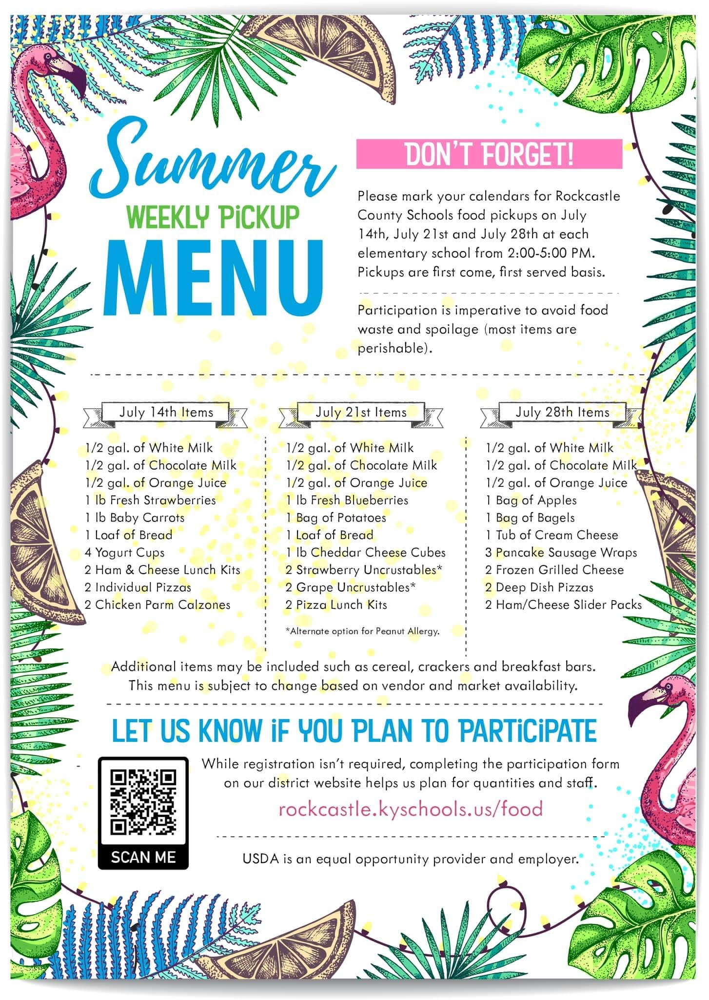 Summer
WEEKLY PiCKUP
MENU
DON'T FORGET!
Please mark your calendars for Rockcastle
County Schools food pickups on July
14th, July 21st and July 28th at each
elementary school from 2:00-5:00 PM.
Pickups are first come, first served basis.
Participation is imperative to avoid food
waste and spoilage (most items are
perishable).
July 14th Items
1/2 gal. of White Milk
1/2 gal. of Chocolate Milk
1/2 gal. of Orange Juice
1 lb Fresh Strawberries
1 lb Baby Carrots
1 Loaf of Bread
4 Yogurt Cups
2 Ham & Cheese Lunch Kits
2 Individual Pizzas
2 Chicken Parm Calzones
July 21st Items
1/2 gal. of White Milk
1/2 gal. of Chocolate Milk
1/2 gal. of Orange Juice
1 lb Fresh Blueberries
1 Bag of Potatoes
1 Loaf of Bread
1 lb Cheddar Cheese Cubes
2 Strawberry Uncrustables*
2 Grape Uncrustables*
2 Pizza Lunch Kits
*Alternate option for Peanut Allergy.
July 28th Items
1/2 gal. of White Milk
1/2 gal. of Chocolate Milk
1/2 gal. of Orange Juice
1 Bag of Apples
1 Bag of Bagels
1 Tub of Cream Cheese
3 Pancake Sausage Wraps
2 Frozen Grilled Cheese
2 Deep Dish Pizzas
2 Ham/Cheese Slider Packs
Additional items may be included such as cereal, crackers and breakfast bars.
This menu is subject to change based on vendor and market availability.
LET US KNOW iF YOU PLAN TO PARTiCiPATE
While registration isn't required, completing the participation form
on our district website helps us plan for quantities and staff.
rockcastle.kyschools.us/food
SCAN ME
USDA is an equal opportunity provider and employer.